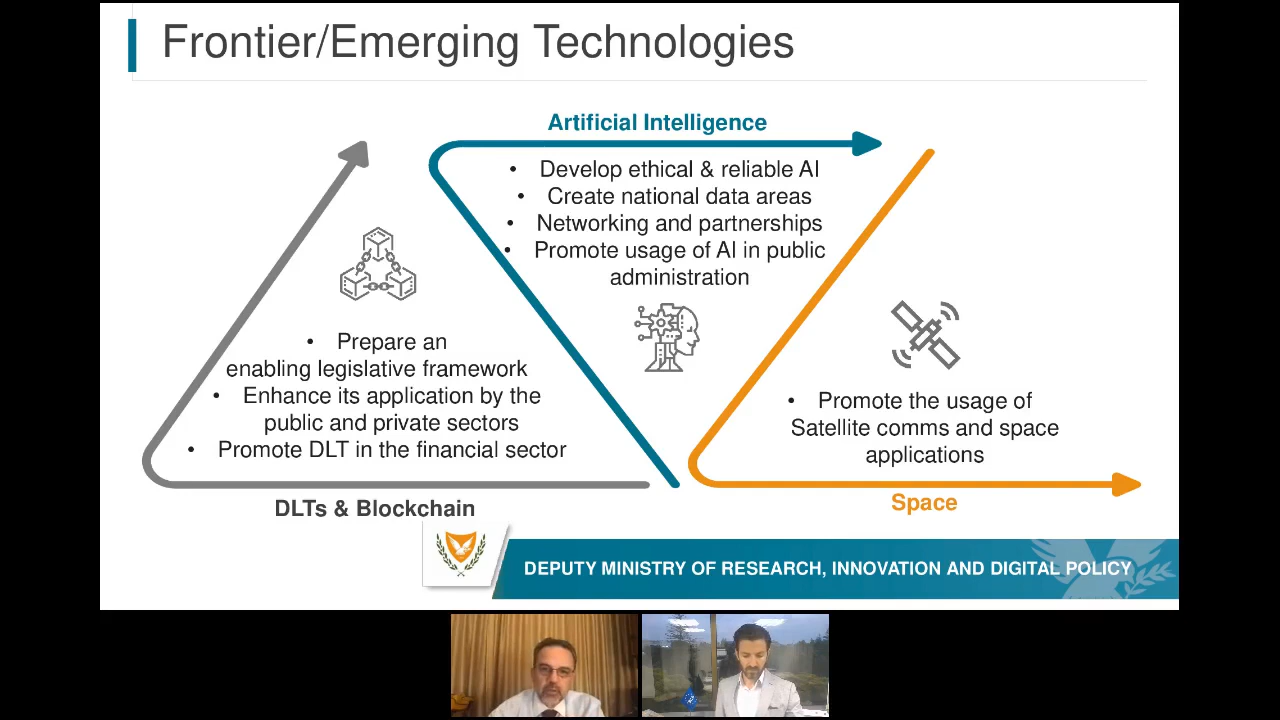 Frontier/Emerging Technologies
Artificial Intelligence
• Develop ethical & reliable AI
• Create national data areas
• Networking and partnerships
• Promote usage of AI in public
administration
• Prepare an
enabling legislative framework
• Enhance its application by the
public and private sectors
• Promote DLT in the financial sector
DLTs & Blockchain
• Promote the usage of
Satellite comms and space
applications
Space
DEPUTY MINISTRY OF RESEARCH, INNOVATION AND DIGITAL POLICY